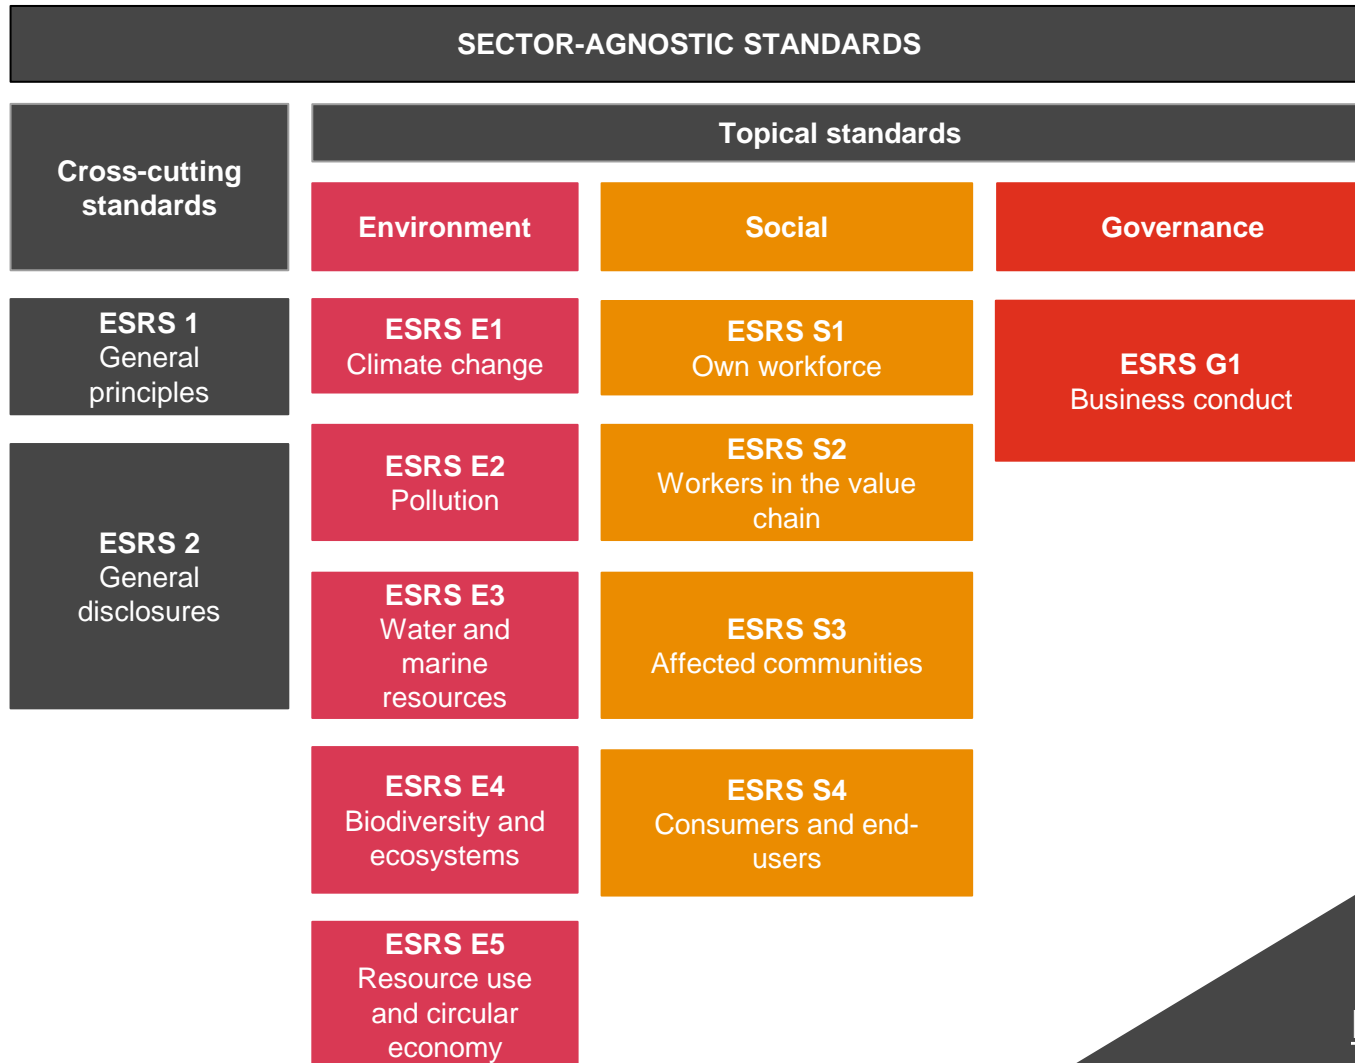 SECTOR-AGNOSTIC STANDARDS
Cross-cutting
standards
Topical standards
Environment
Social
Governance
ESRS 1
General
principles
ESRS 2
General
disclosures
ESRS E1
Climate change
ESRS E2
Pollution
ESRS E3
Water and
marine
resources
ESRS E4
Biodiversity and
ecosystems
ESRS E5
Resource use
and circular
economy
ESRS S1
Own workforce
ESRS S2
Workers in the value
chain
ESRS S3
Affected communities
ESRS S4
Consumers and end-
users
ESRS G1
Business conduct